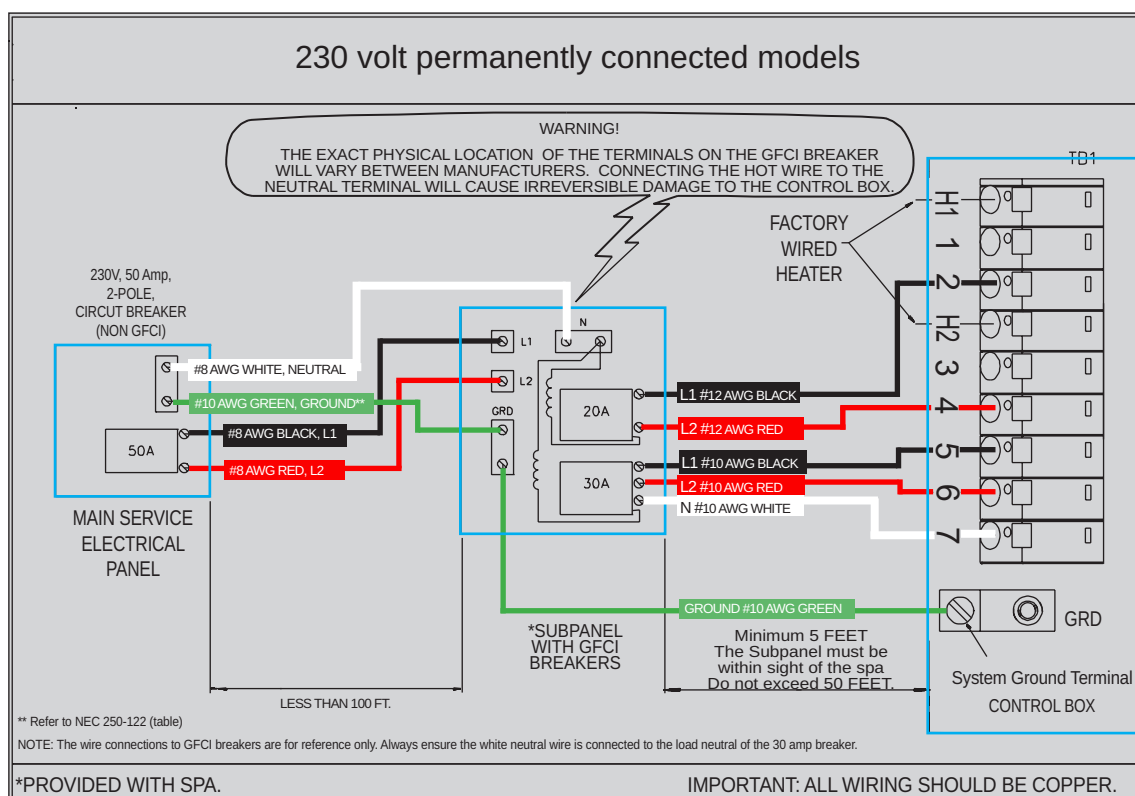 230 volt permanently connected models
WARNING!
THE EXACT PHYSICAL LOCATION OF THE TERMINALS ON THE GFCI BREAKER
WILL VARY BETWEEN MANUFACTURERS. CONNECTING THE HOT WIRE TO THE
NEUTRAL TERMINAL WILL CAUSE IRREVERSIBLE DAMAGE TO THE CONTROL BOX.
TB1
H1
1
2
H2
3
4
5
6
7
FACTORY
WIRED
HEATER
230V, 50 Amp,
2-POLE,
CIRCUT BREAKER
(NON GFCI)
N
L1
L2
GRD
#8 AWG WHITE, NEUTRAL
#10 AWG GREEN, GROUND**
#8 AWG BLACK, L1
#8 AWG RED, L2
50A
20A
30A
L1 #12 AWG BLACK
L2 #12 AWG RED
L1 #10 AWG BLACK
L2 #10 AWG RED
N #10 AWG WHITE
MAIN SERVICE
ELECTRICAL
PANEL
GROUND #10 AWG GREEN
GRD
*SUBPANEL
WITH GFCI
BREAKERS
Minimum 5 FEET
The Subpanel must be
within sight of the spa
Do not exceed 50 FEET.
System Ground Terminal
CONTROL BOX
LESS THAN 100 FT.
** Refer to NEC 250-122 (table)
NOTE: The wire connections to GFCI breakers are for reference only. Always ensure the white neutral wire is connected to the load neutral of the 30 amp breaker.
*PROVIDED WITH SPA.
IMPORTANT: ALL WIRING SHOULD BE COPPER.